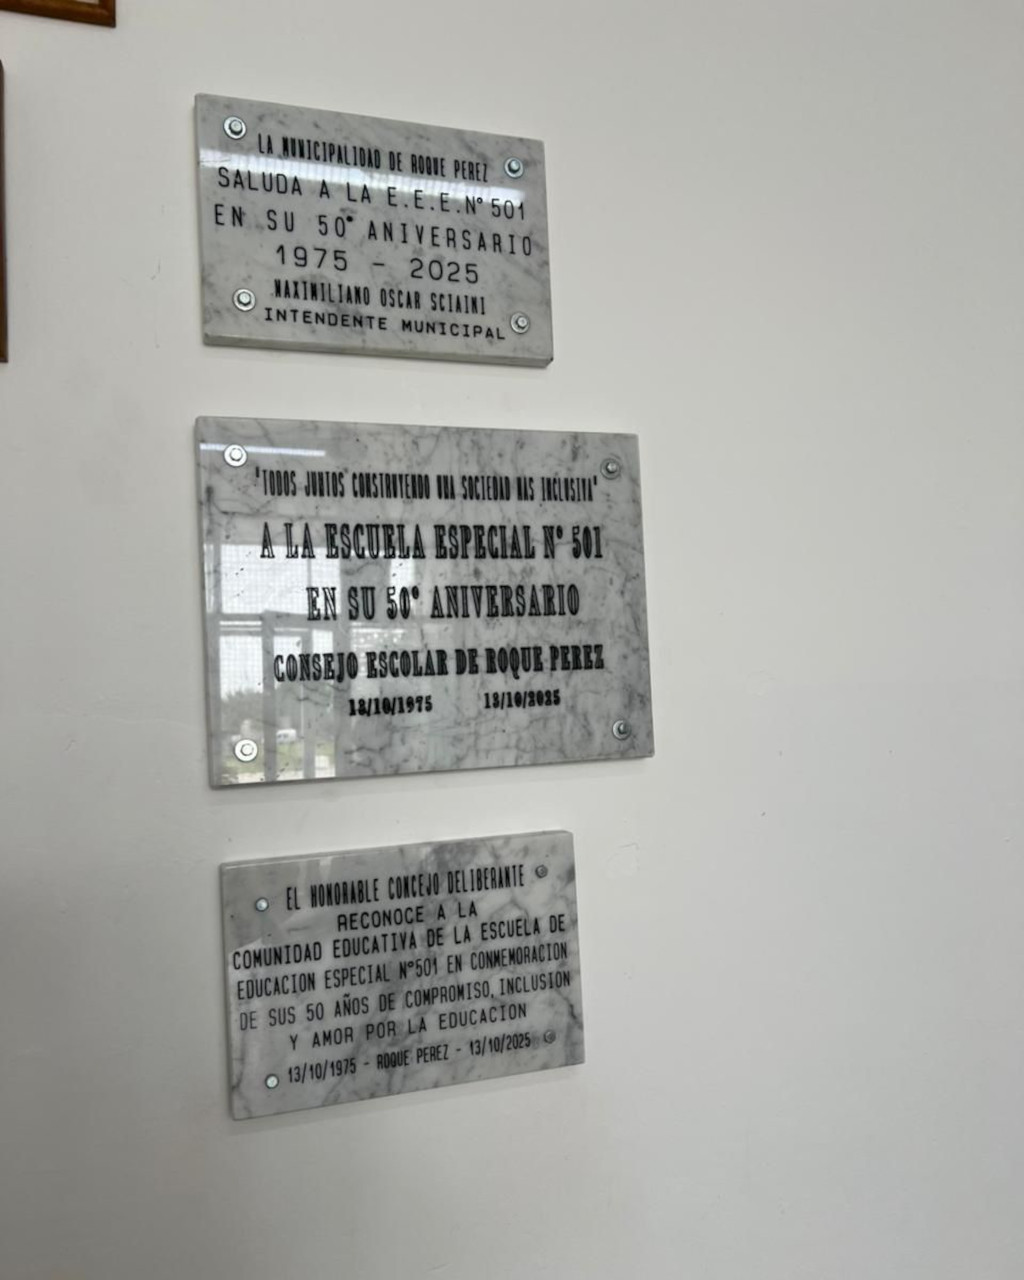 LA MUNICIPALIDAD DE ROQUE PEREZ
SALUDA A LA E.E.E.Nº 501
EN SU 50° ANIVERSARIO
1975 - 2025
MAXIMILIANO OSCAR SCIAINI
INTENDENTE MUNICIPAL
"TODOS JUNTOS CONSTRUYENDO UNA SOCIEDAD MAS INCLUSIVA"
A LA ESCUELA ESPECIAL Nº 501
EN SU 50° ANIVERSARIO
CONSEJO ESCOLAR DE ROQUE PEREZ
13/10/1975 13/10/2025
EL HONORABLE CONCEJO DELIBERANTE
RECONOCE A LA
COMUNIDAD EDUCATIVA DE LA ESCUELA DE
EDUCACION ESPECIAL Nº501 EN CONMEMORACION
DE SUS 50 AÑOS DE COMPROMISO, INCLUSION
Y AMOR POR LA EDUCACION
13/10/1975 - ROQUE PEREZ - 13/10/2025